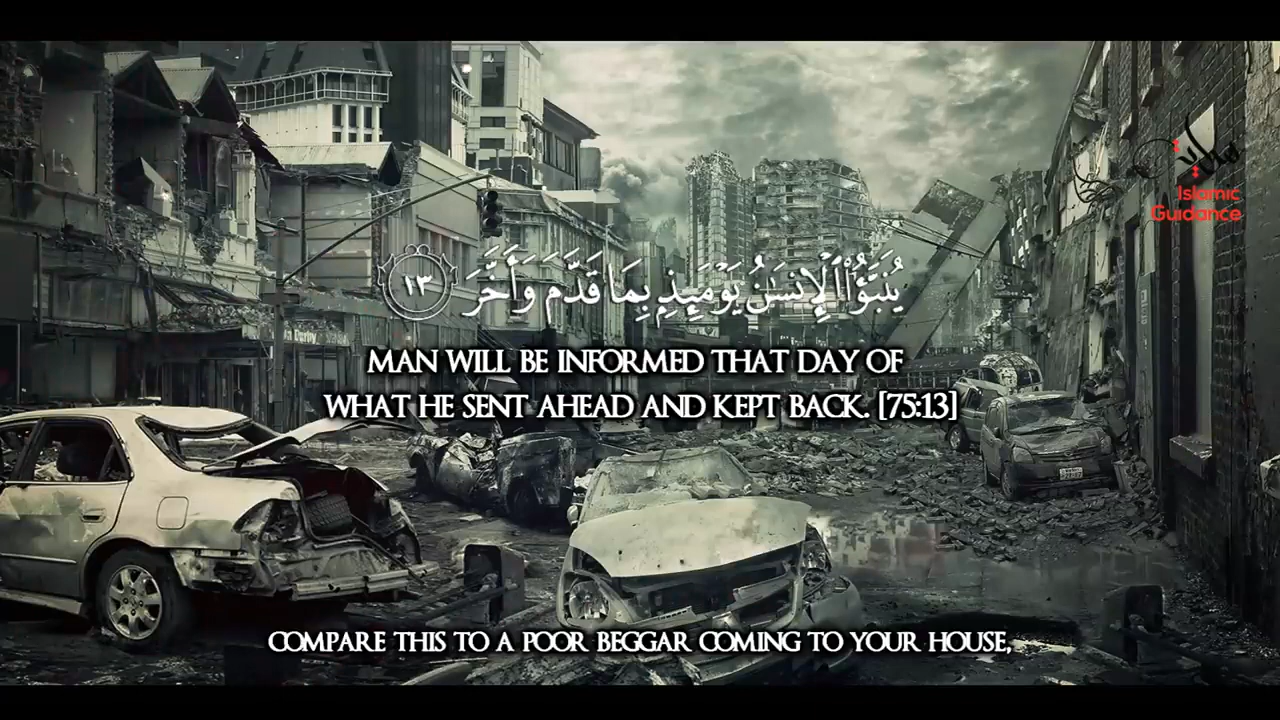 هداية
Islamic
Guidance
يُنَبَّؤُا۟ ٱلْإِنسَـٰنُ يَوْمَئِذٍۭ بِمَا قَدَّمَ وَأَخَّرَ ١٣
MAN WILL BE INFORMED THAT DAY OF
WHAT HE SENT AHEAD AND KEPT BACK. [75:13]
COMPARE THIS TO A POOR BEGGAR COMING TO YOUR HOUSE,